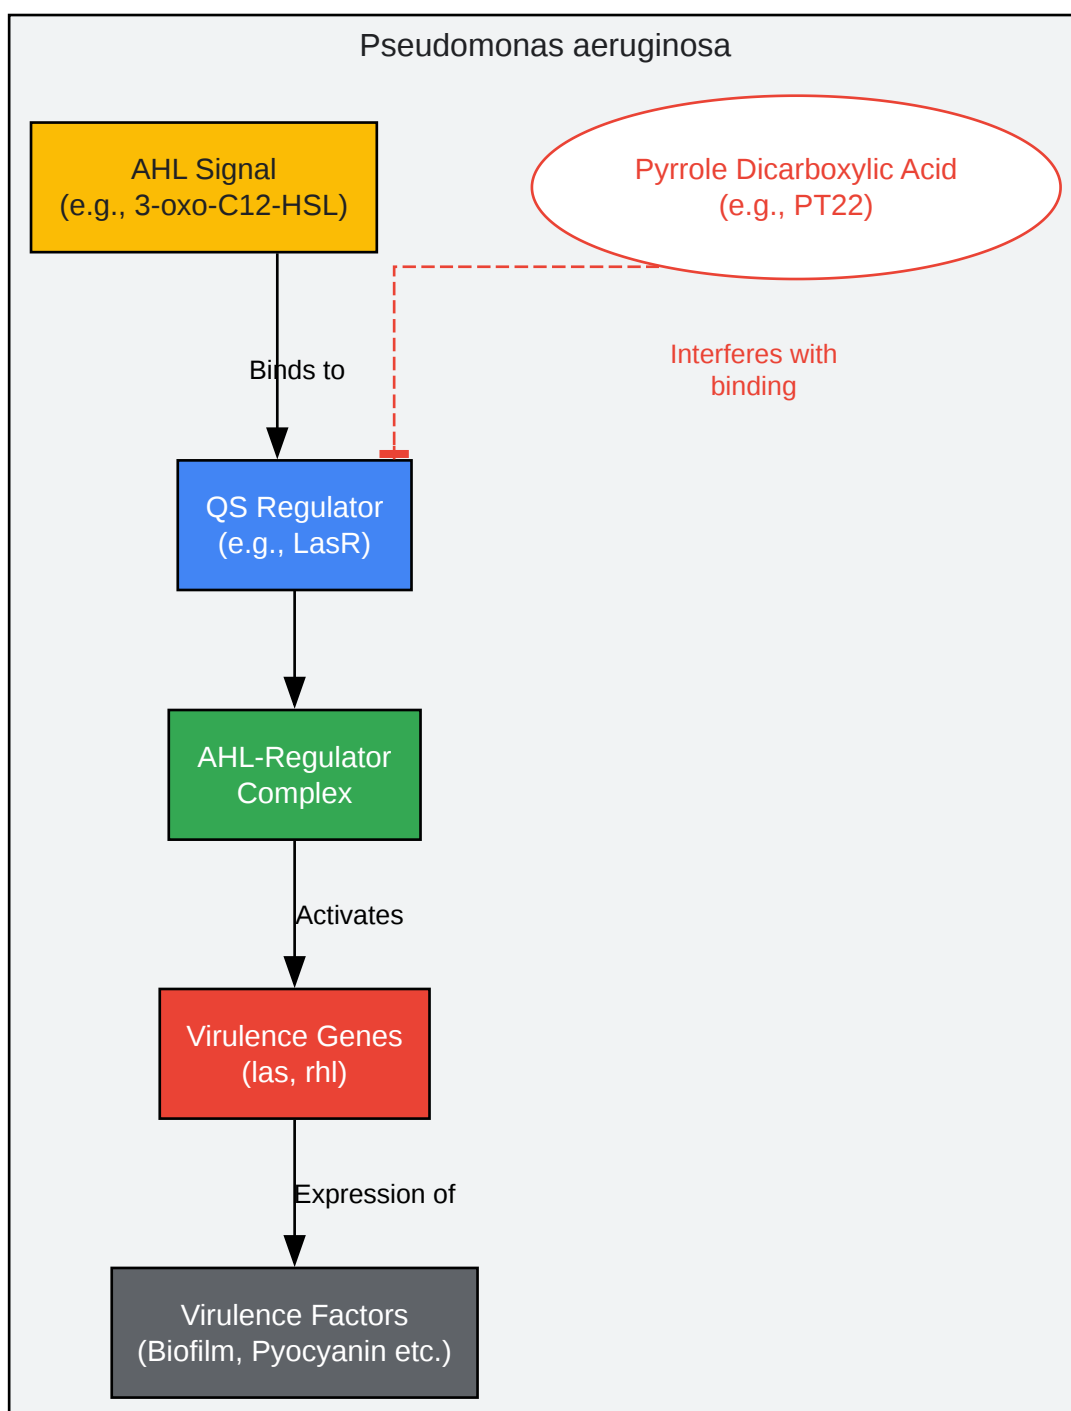 Pseudomonas aeruginosa
AHL Signal
(e.g., 3-oxo-C12-HSL)
Pyrrole Dicarboxylic Acid
(e.g., PT22)
Binds to
Interferes with
binding
QS Regulator
(e.g., LasR)
AHL-Regulator
Complex
Activates
Virulence Genes
(las, rhl)
Expression of
Virulence Factors
(Biofilm, Pyocyanin etc.)